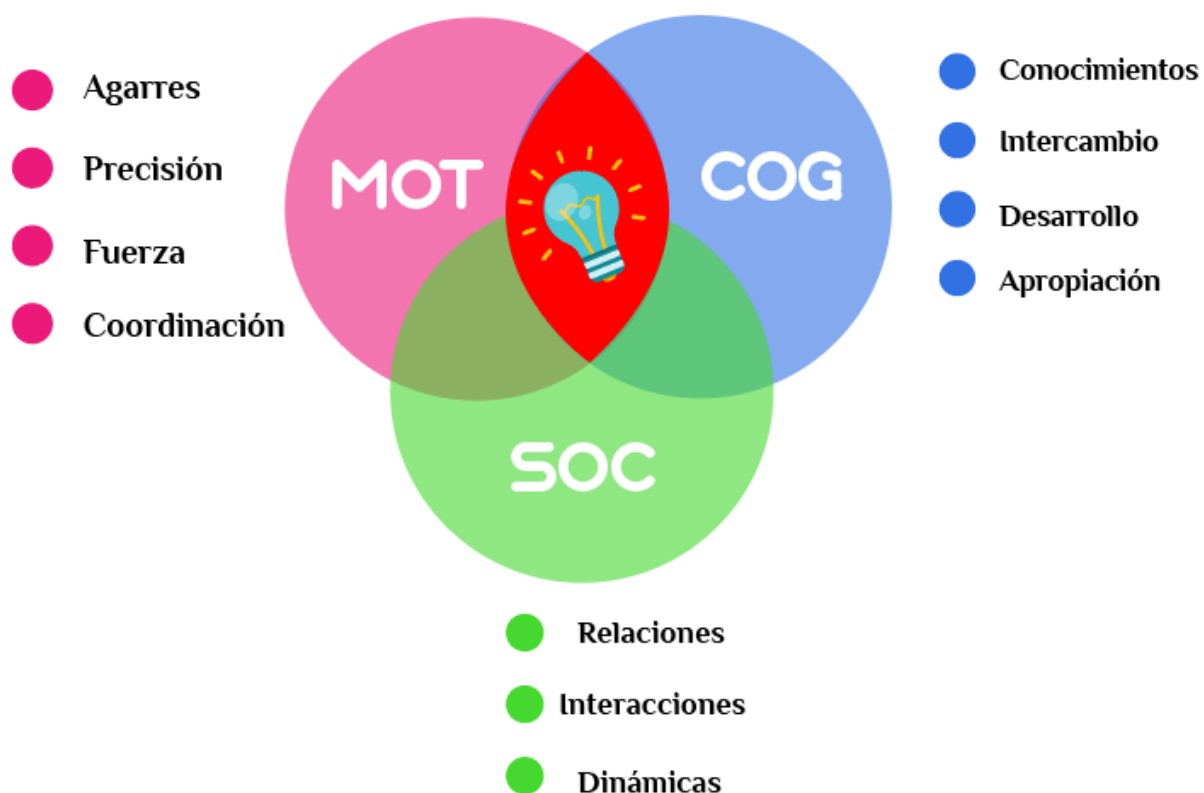 Agarres
Precisión
Fuerza
Coordinación
MOT
COG
SOC
Conocimientos
Intercambio
Desarrollo
Apropiación
Relaciones
Interacciones
Dinámicas